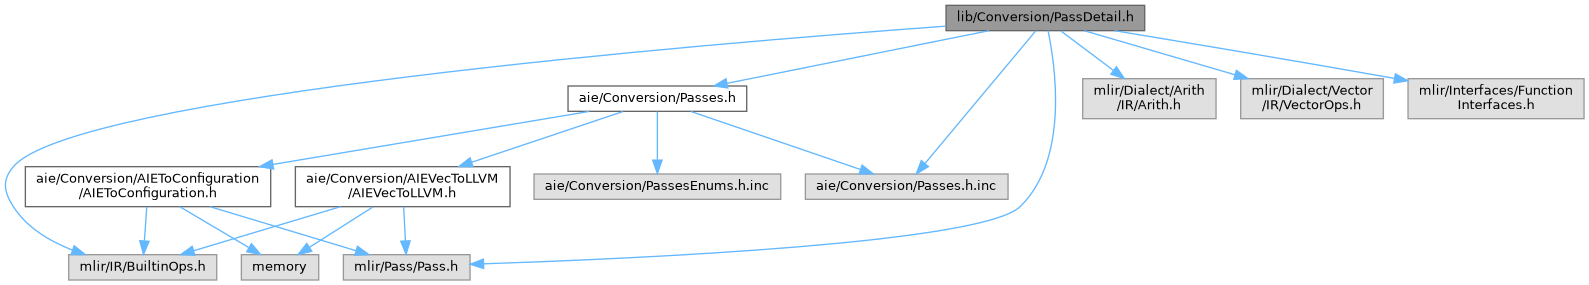 lib/Conversion/PassDetail.h
aie/Conversion/Passes.h
mlir/Dialect/Arith
/IR/Arith.h
mlir/Dialect/Vector
/IR/VectorOps.h
mlir/Interfaces/Function
Interfaces.h
aie/Conversion/AIEToConfiguration
/AIEToConfiguration.h
aie/Conversion/AIEVecToLLVM
/AIEVecToLLVM.h
aie/Conversion/PassesEnums.h.inc
aie/Conversion/Passes.h.inc
mlir/IR/BuiltinOps.h
memory
mlir/Pass/Pass.h